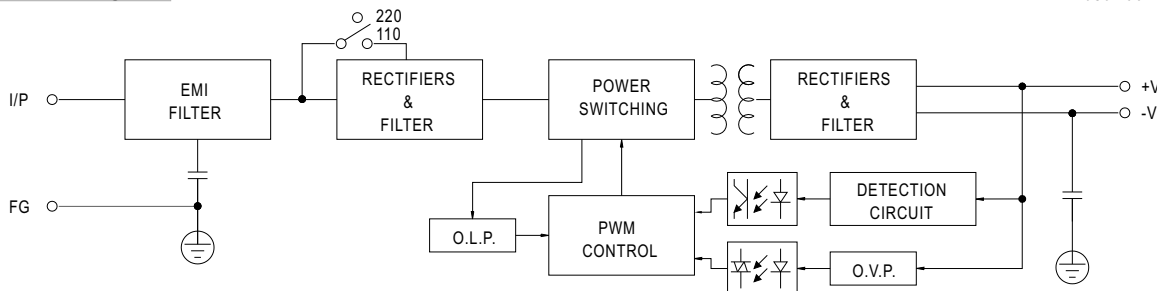 220
110
I/P
EMI
FILTER
RECTIFIERS
&
FILTER
POWER
SWITCHING
RECTIFIERS
&
FILTER
+V
-V
FG
O.L.P.
PWM
CONTROL
DETECTION
CIRCUIT
O.V.P.